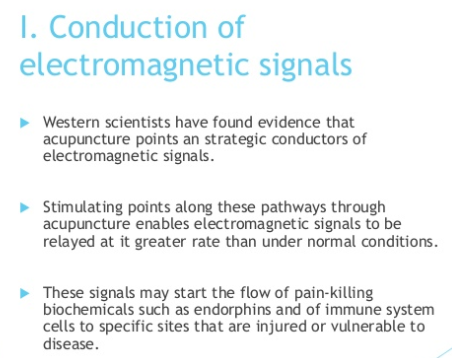 I. Conduction of
electromagnetic signals
Western scientists have found evidence that
acupuncture points an strategic conductors of
electromagnetic signals.
Stimulating points along these pathways through
acupuncture enables electromagnetic signals to be
relayed at it greater rate than under normal conditions.
These signals may start the flow of pain-killing
biochemicals such as endorphins and of immune system
cells to specific sites that are injured or vulnerable to
disease.